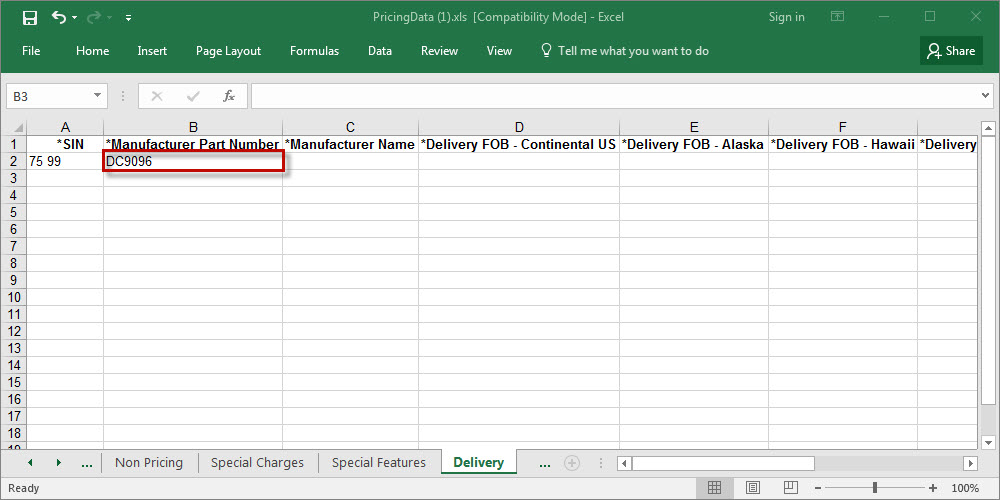 PricingData (1).xls [Compatibility Mode] - Excel
Sign in
File Home Insert Page Layout Formulas Data Review View Tell me what you want to do Share
B3 fx
A B C D E F
1 *SIN *Manufacturer Part Number *Manufacturer Name *Delivery FOB - Continental US *Delivery FOB - Alaska *Delivery FOB - Hawaii *Delivery
2 75 99 DC9096
3
4
5
6
7
8
9
10
11
12
13
14
15
16
17
18
19
... Non Pricing Special Charges Special Features Delivery ...
Ready 100%